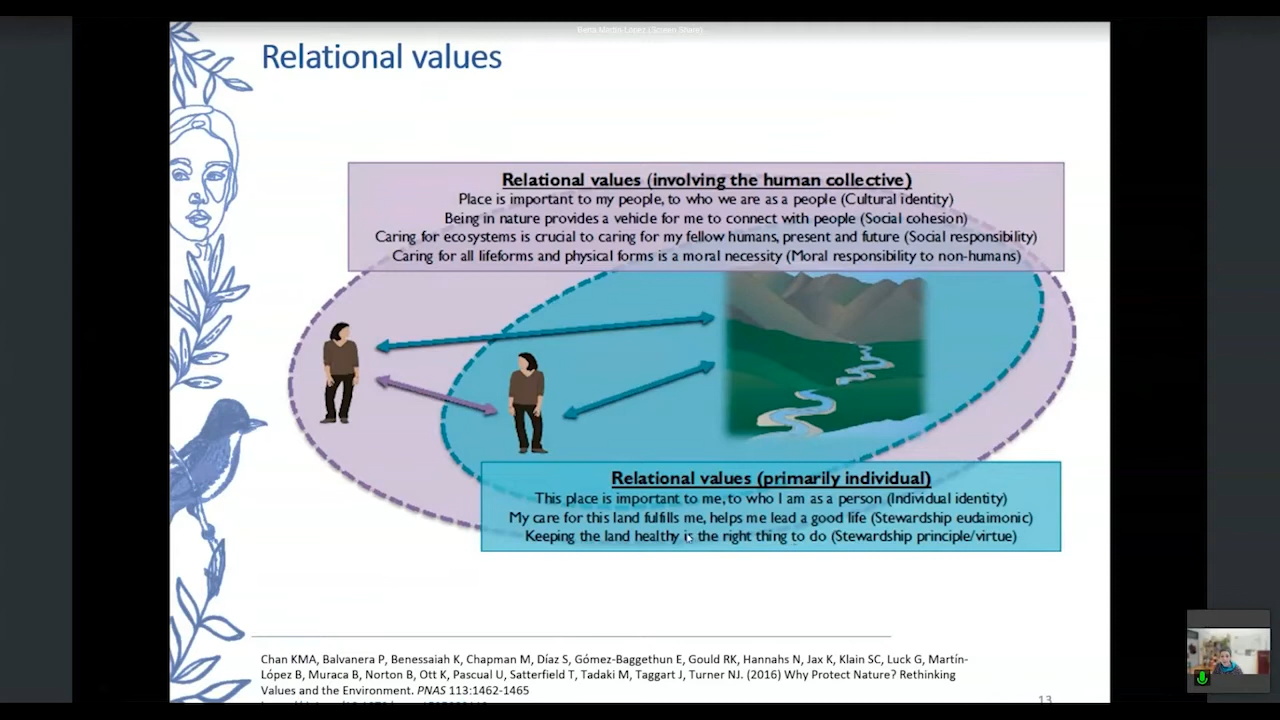 (Screen Share)
Relational values
Relational values (involving the human collective)
Place is important to my people, to who we are as a people (Cultural identity)
Being in nature provides a vehicle for me to connect with people (Social cohesion)
Caring for ecosystems is crucial to caring for my fellow humans, present and future (Social responsibility)
Caring for all lifeforms and physical forms is a moral necessity (Moral responsibility to non-humans)
Relational values (primarily individual)
This place is important to me, to who I am as a person (Individual identity)
My care for this land fulfills me, helps me lead a good life (Stewardship eudaimonic)
Keeping the land healthy is the right thing to do (Stewardship principle/virtue)
Chan KMA, Balvanera P, Benessaiah K, Chapman M, Díaz S, Gómez-Baggethun E, Gould RK, Hannahs N, Jax K, Klain SC, Luck G, Martín-
López B, Muraca B, Norton B, Ott K, Pascual U, Satterfield T, Tadaki M, Taggart J, Turner NJ. (2016) Why Protect Nature? Rethinking
Values and the Environment. PNAS 113:1462-1465
13